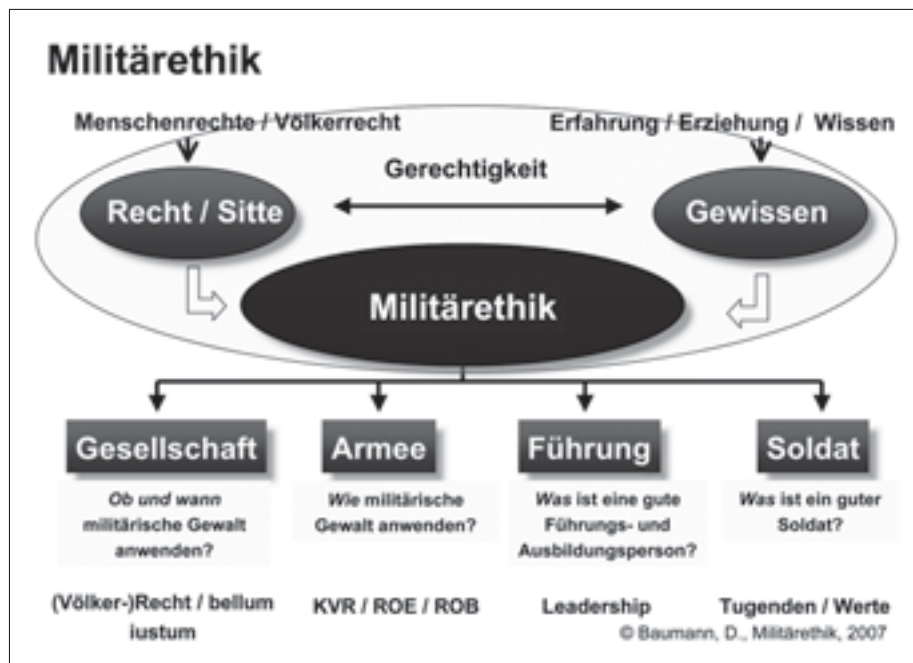 Militärethik
Menschenrechte / Völkerrecht
Erfahrung / Erziehung / Wissen
Gerechtigkeit
Recht / Sitte
Gewissen
Militärethik
Gesellschaft
Armee
Führung
Soldat
Ob und wann
militärische Gewalt
anwenden?
Wie militärische
Gewalt anwenden?
Was ist eine gute
Führungs- und
Ausbildungsperson?
Was ist ein guter
Soldat?
(Völker-)Recht / bellum
iustum
KVR / ROE / ROB
Leadership
Tugenden / Werte
© Baumann, D., Militärethik, 2007